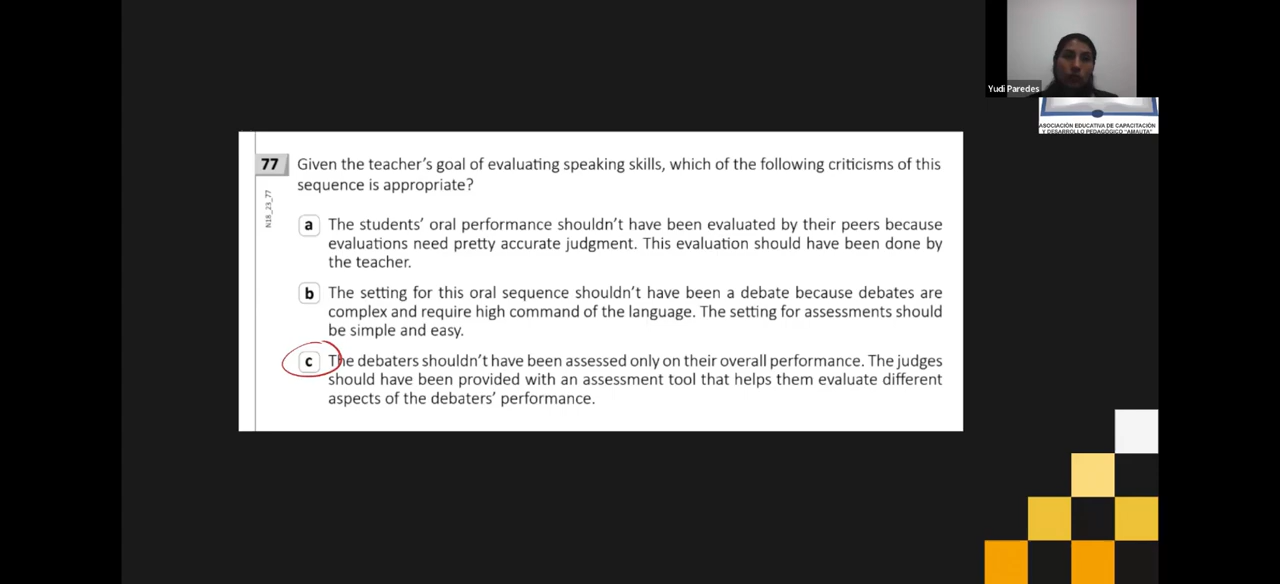 Yudi Paredes
ASOCIACIÓN EDUCATIVA DE CAPACITACIÓN
Y DESARROLLO PEDAGÓGICO "AMAUTA"
77 Given the teacher's goal of evaluating speaking skills, which of the following criticisms of this
sequence is appropriate?
N18_23_77
a The students' oral performance shouldn't have been evaluated by their peers because
evaluations need pretty accurate judgment. This evaluation should have been done by
the teacher.
b The setting for this oral sequence shouldn't have been a debate because debates are
complex and require high command of the language. The setting for assessments should
be simple and easy.
c The debaters shouldn't have been assessed only on their overall performance. The judges
should have been provided with an assessment tool that helps them evaluate different
aspects of the debaters' performance.